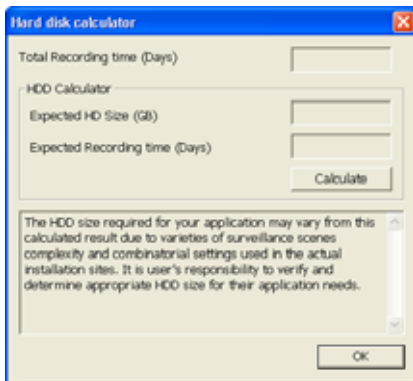 Hard disk calculator
Total Recording time (Days)
HDD Calculator
Expected HD Size (GB)
Expected Recording time (Days)
Calculate
The HDD size required for your application may vary from this
calculated result due to varieties of surveillance scenes
complexity and combinatorial settings used in the actual
installation sites. It is user's responsibility to verify and
determine appropriate HDD size for their application needs.
OK